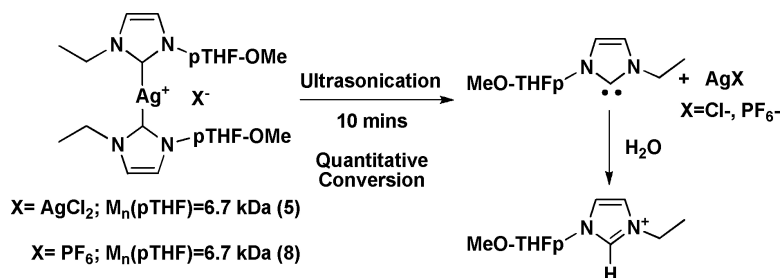 N
N
pTHF-OMe
Ag+ X-
N
N
pTHF-OMe
X= AgCl2; Mn(pTHF)=6.7 kDa (5)
X= PF6; Mn(pTHF)=6.7 kDa (8)
Ultrasonication
10 mins
Quantitative
Conversion
N
N
MeO-THFp
+ AgX
X=Cl-, PF6-
H2O
N
N+
MeO-THFp
H